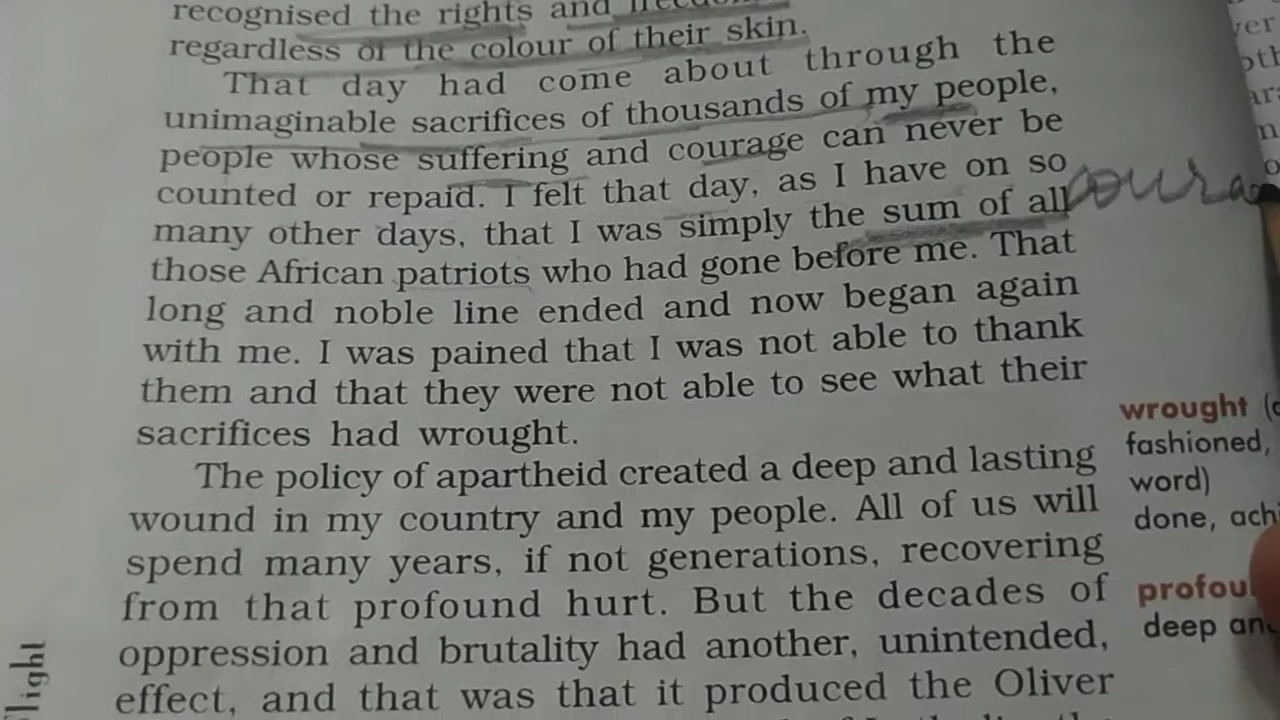 recognised the rights and
regardless of the colour of their skin.
That day had come about through the
unimaginable sacrifices of thousands of my people,
people whose suffering and courage can never be
counted or repaid. I felt that day, as I have on so
many other days, that I was simply the sum of all
those African patriots who had gone before me. That
long and noble line ended and now began again
with me. I was pained that I was not able to thank
them and that they were not able to see what their
sacrifices had wrought.
The policy of apartheid created a deep and lasting
wound in my country and my people. All of us will
spend many years, if not generations, recovering
from that profound hurt. But the decades of
oppression and brutality had another, unintended,
effect, and that was that it produced the Oliver
coura
wrought
fashioned,
word)
done,
deep